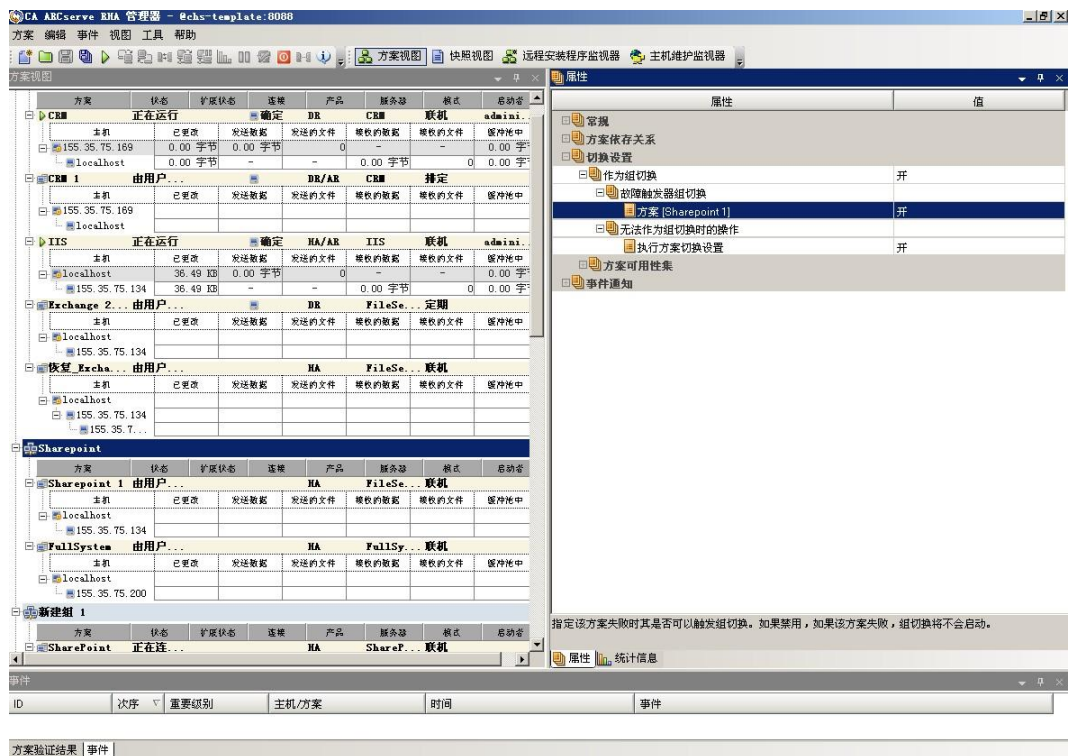 CA ARCserve RHA 管理器 - @chs-template:8088
方案 编辑 事件 视图 工具 帮助
方案视图 快照视图 远程安装程序监视器 主机维护监视器
方案视图
方案 状态 扩展状态 连接 产品 服务器 模式 启动者
CRM 正在运行 确定 DR CRM 联机 admini..
主机 已更改 发送数据 发送的文件 接收的数据 接收的文件 缓冲池中
155.35.75.169 0.00 字节 0.00 字节 0 - - 0.00 字
localhost 0.00 字节 - - 0.00 字节 0 0.00 字
CRM 1 由用户... DR/AR CRM 排定
主机 已更改 发送数据 发送的文件 接收的数据 接收的文件 缓冲池中
155.35.75.169
localhost
IIS 正在运行 确定 HA/AR IIS 联机 admini..
主机 已更改 发送数据 发送的文件 接收的数据 接收的文件 缓冲池中
localhost 36.49 KB 0.00 字节 0 - - 0.00 字
155.35.75.134 36.49 KB - - 0.00 字节 0 0.00 字
Exchange 2... 由用户... DR FileSe... 定期
主机 已更改 发送数据 发送的文件 接收的数据 接收的文件 缓冲池中
localhost
155.35.75.134
恢复_Excha... 由用户... HA FileSe... 联机
主机 已更改 发送数据 发送的文件 接收的数据 接收的文件 缓冲池中
localhost
155.35.75.134
155.35.7...
Sharepoint
方案 状态 扩展状态 连接 产品 服务器 模式 启动者
Sharepoint 1 由用户... HA FileSe... 联机
主机 已更改 发送数据 发送的文件 接收的数据 接收的文件 缓冲池中
localhost
155.35.75.134
FullSystem 由用户... HA FullSy... 联机
主机 已更改 发送数据 发送的文件 接收的数据 接收的文件 缓冲池中
localhost
155.35.75.200
新建组 1
方案 状态 扩展状态 连接 产品 服务器 模式 启动者
SharePoint 正在连... HA ShareP... 联机
属性
属性 值
常规
方案依存关系
切换设置
作为组切换 开
故障触发器组切换
方案 [Sharepoint 1] 开
无法作为组切换时的操作
执行方案切换设置 开
方案可用性集
事件通知
指定该方案失败时其是否可以触发组切换。如果禁用，如果该方案失败，组切换将不会启动。
属性 统计信息
事件
ID 次序 重要级别 主机/方案 时间 事件
方案验证结果 事件